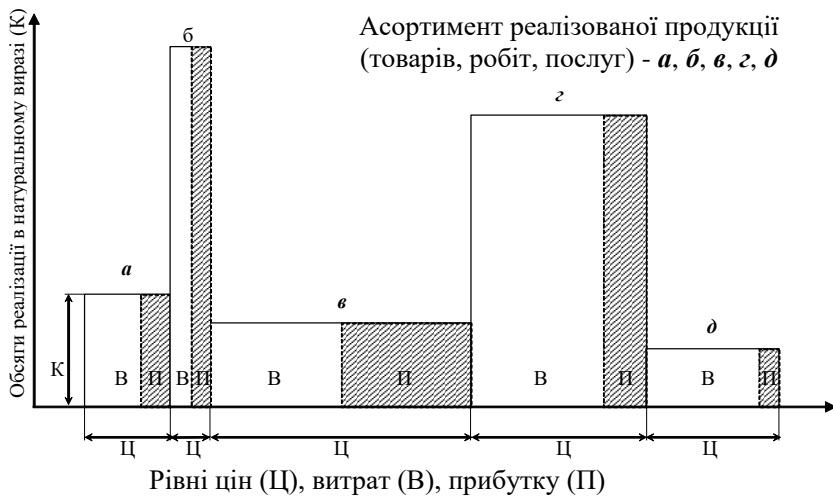 Асортимент реалізованої продукції
(товарів, робіт, послуг) - а, б, в, г, д
Обсяги реалізації в натуральному виразі (К)
б
г
а
в
д
К
В П В П В П В П В П
Ц Ц Ц Ц Ц
Рівні цін (Ц), витрат (В), прибутку (П)